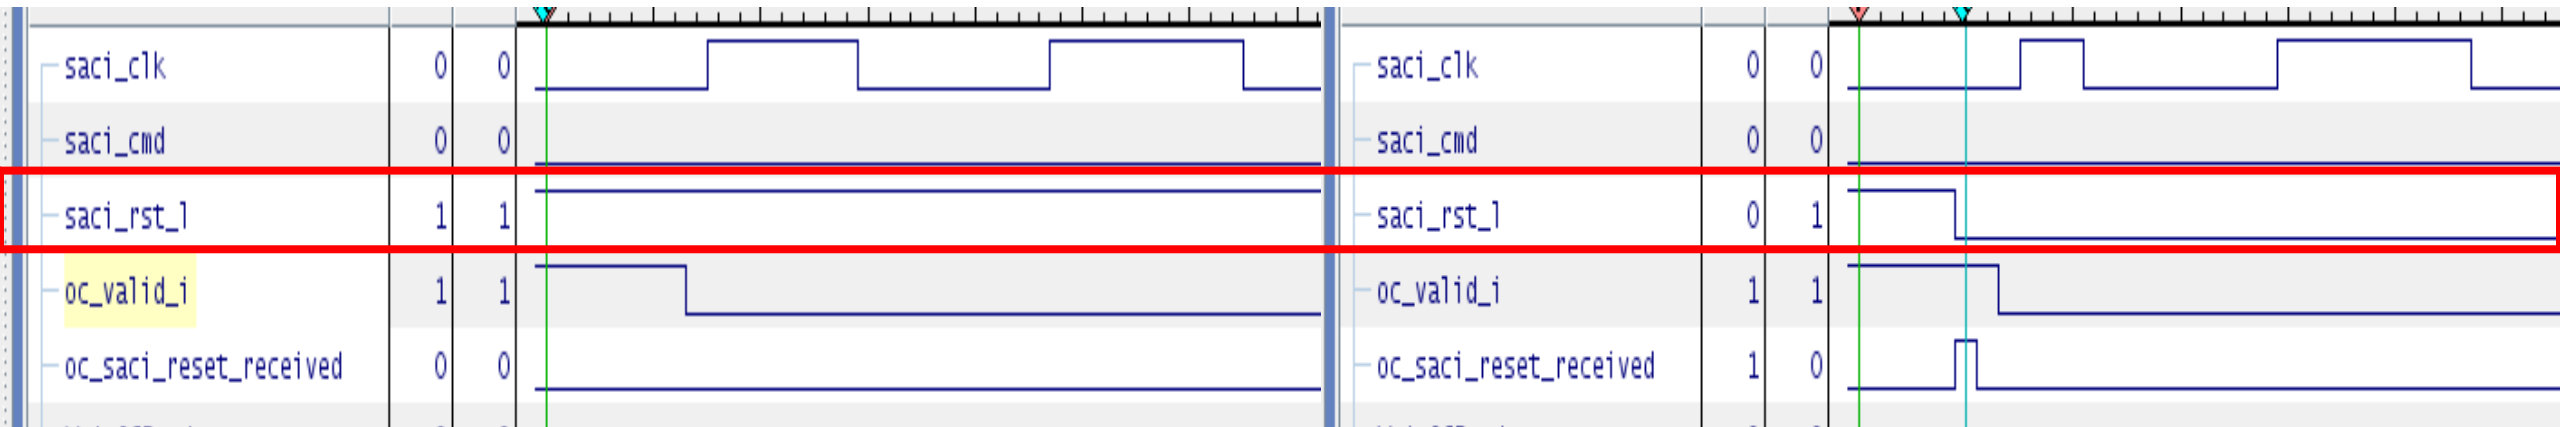 saci_clk 0 0
saci_cmd 0 0
saci_rst_l 1 1
oc_valid_i 1 1
oc_saci_reset_received 0 0
saci_clk 0 0
saci_cmd 0 0
saci_rst_l 0 1
oc_valid_i 1 1
oc_saci_reset_received 1 0